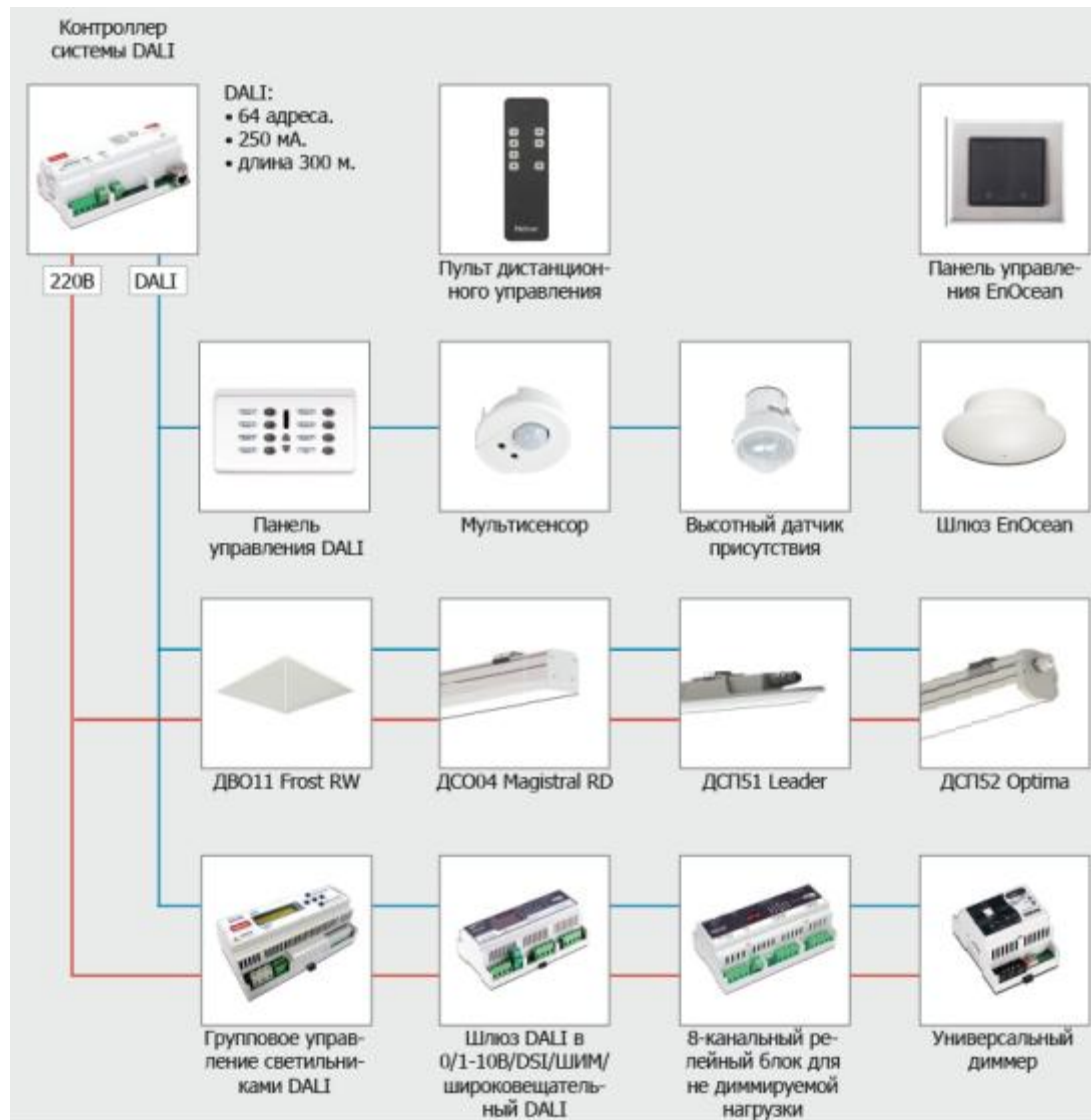 Контроллер
системы DALI
DALI:
• 64 адреса.
• 250 мА.
• длина 300 м.
220В
DALI
Пульт дистанцион-
ного управления
Панель управле-
ния EnOcean
Панель
управления DALI
Мультисенсор
Высотный датчик
присутствия
Шлюз EnOcean
ДВО11 Frost RW
ДСО04 Magistral RD
ДСП51 Leader
ДСП52 Optima
Групповое управ-
ление светильни-
ками DALI
Шлюз DALI в
0/1-10В/DSI/ШИМ/
широковещатель-
ный DALI
8-канальный ре-
лейный блок для
не диммируемой
нагрузки
Универсальный
диммер